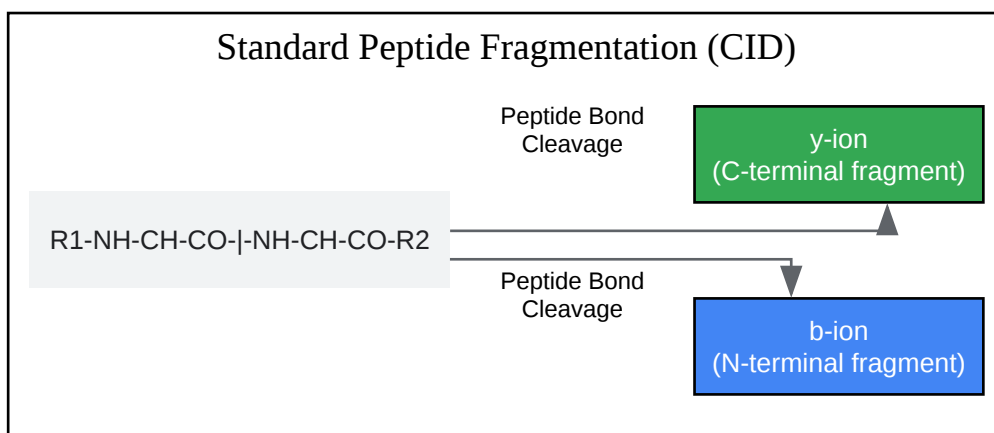 Standard Peptide Fragmentation (CID)
Peptide Bond
Cleavage
y-ion
(C-terminal fragment)
R1-NH-CH-CO-|-NH-CH-CO-R2
Peptide Bond
Cleavage
b-ion
(N-terminal fragment)